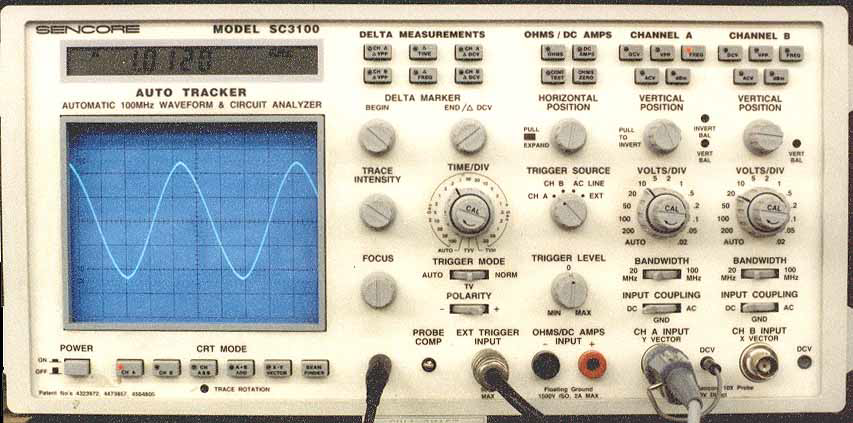 SENCORE MODEL SC3100
1.0120
AUTO TRACKER
AUTOMATIC 100MHz WAVEFORM & CIRCUIT ANALYZER
DELTA MEASUREMENTS
CH A Δ VPP
Δ TIME
CH A Δ DCV
CH B Δ VPP
Δ FREQ
CH B Δ DCV
OHMS / DC AMPS
OHMS
DC AMPS
CONT TEST
OHMS ZERO
CHANNEL A
DCV VPP FREQ
ACV dBm
CHANNEL B
DCV VPP FREQ
ACV dBm
DELTA MARKER
BEGIN
END / Δ DCV
HORIZONTAL POSITION
PULL
EXPAND
VERTICAL POSITION
PULL TO INVERT
INVERT BAL
VERT BAL
VERTICAL POSITION
VERT BAL
TRACE INTENSITY
TIME/DIV
CAL
AUTO TVV TVH
TRIGGER SOURCE
CH A CH B AC LINE EXT
VOLTS/DIV
200 100 50 20 10 5 2 1 .5 .2 .1 .05 .02
AUTO
CAL
VOLTS/DIV
200 100 50 20 10 5 2 1 .5 .2 .1 .05 .02
AUTO
CAL
FOCUS
TRIGGER MODE
AUTO NORM
TV
POLARITY
- +
TRIGGER LEVEL
0
MIN MAX
BANDWIDTH
20 MHz 100 MHz
INPUT COUPLING
DC AC
GND
BANDWIDTH
20 MHz 100 MHz
INPUT COUPLING
DC AC
GND
POWER
ON
OFF
CRT MODE
CH A
CH B
CH A&B
A+B ADD
A-B VECTOR
BEAM FINDER
TRACE ROTATION
Patent No's 4323972, 4473857, 4564805
PROBE COMP
EXT TRIGGER INPUT
MAX
OHMS/DC AMPS INPUT
- +
Floating Ground
1500V ISO, 2A MAX
CH A INPUT
Y VECTOR
DCV
10X Probe
Direct
CH B INPUT
X VECTOR
DCV